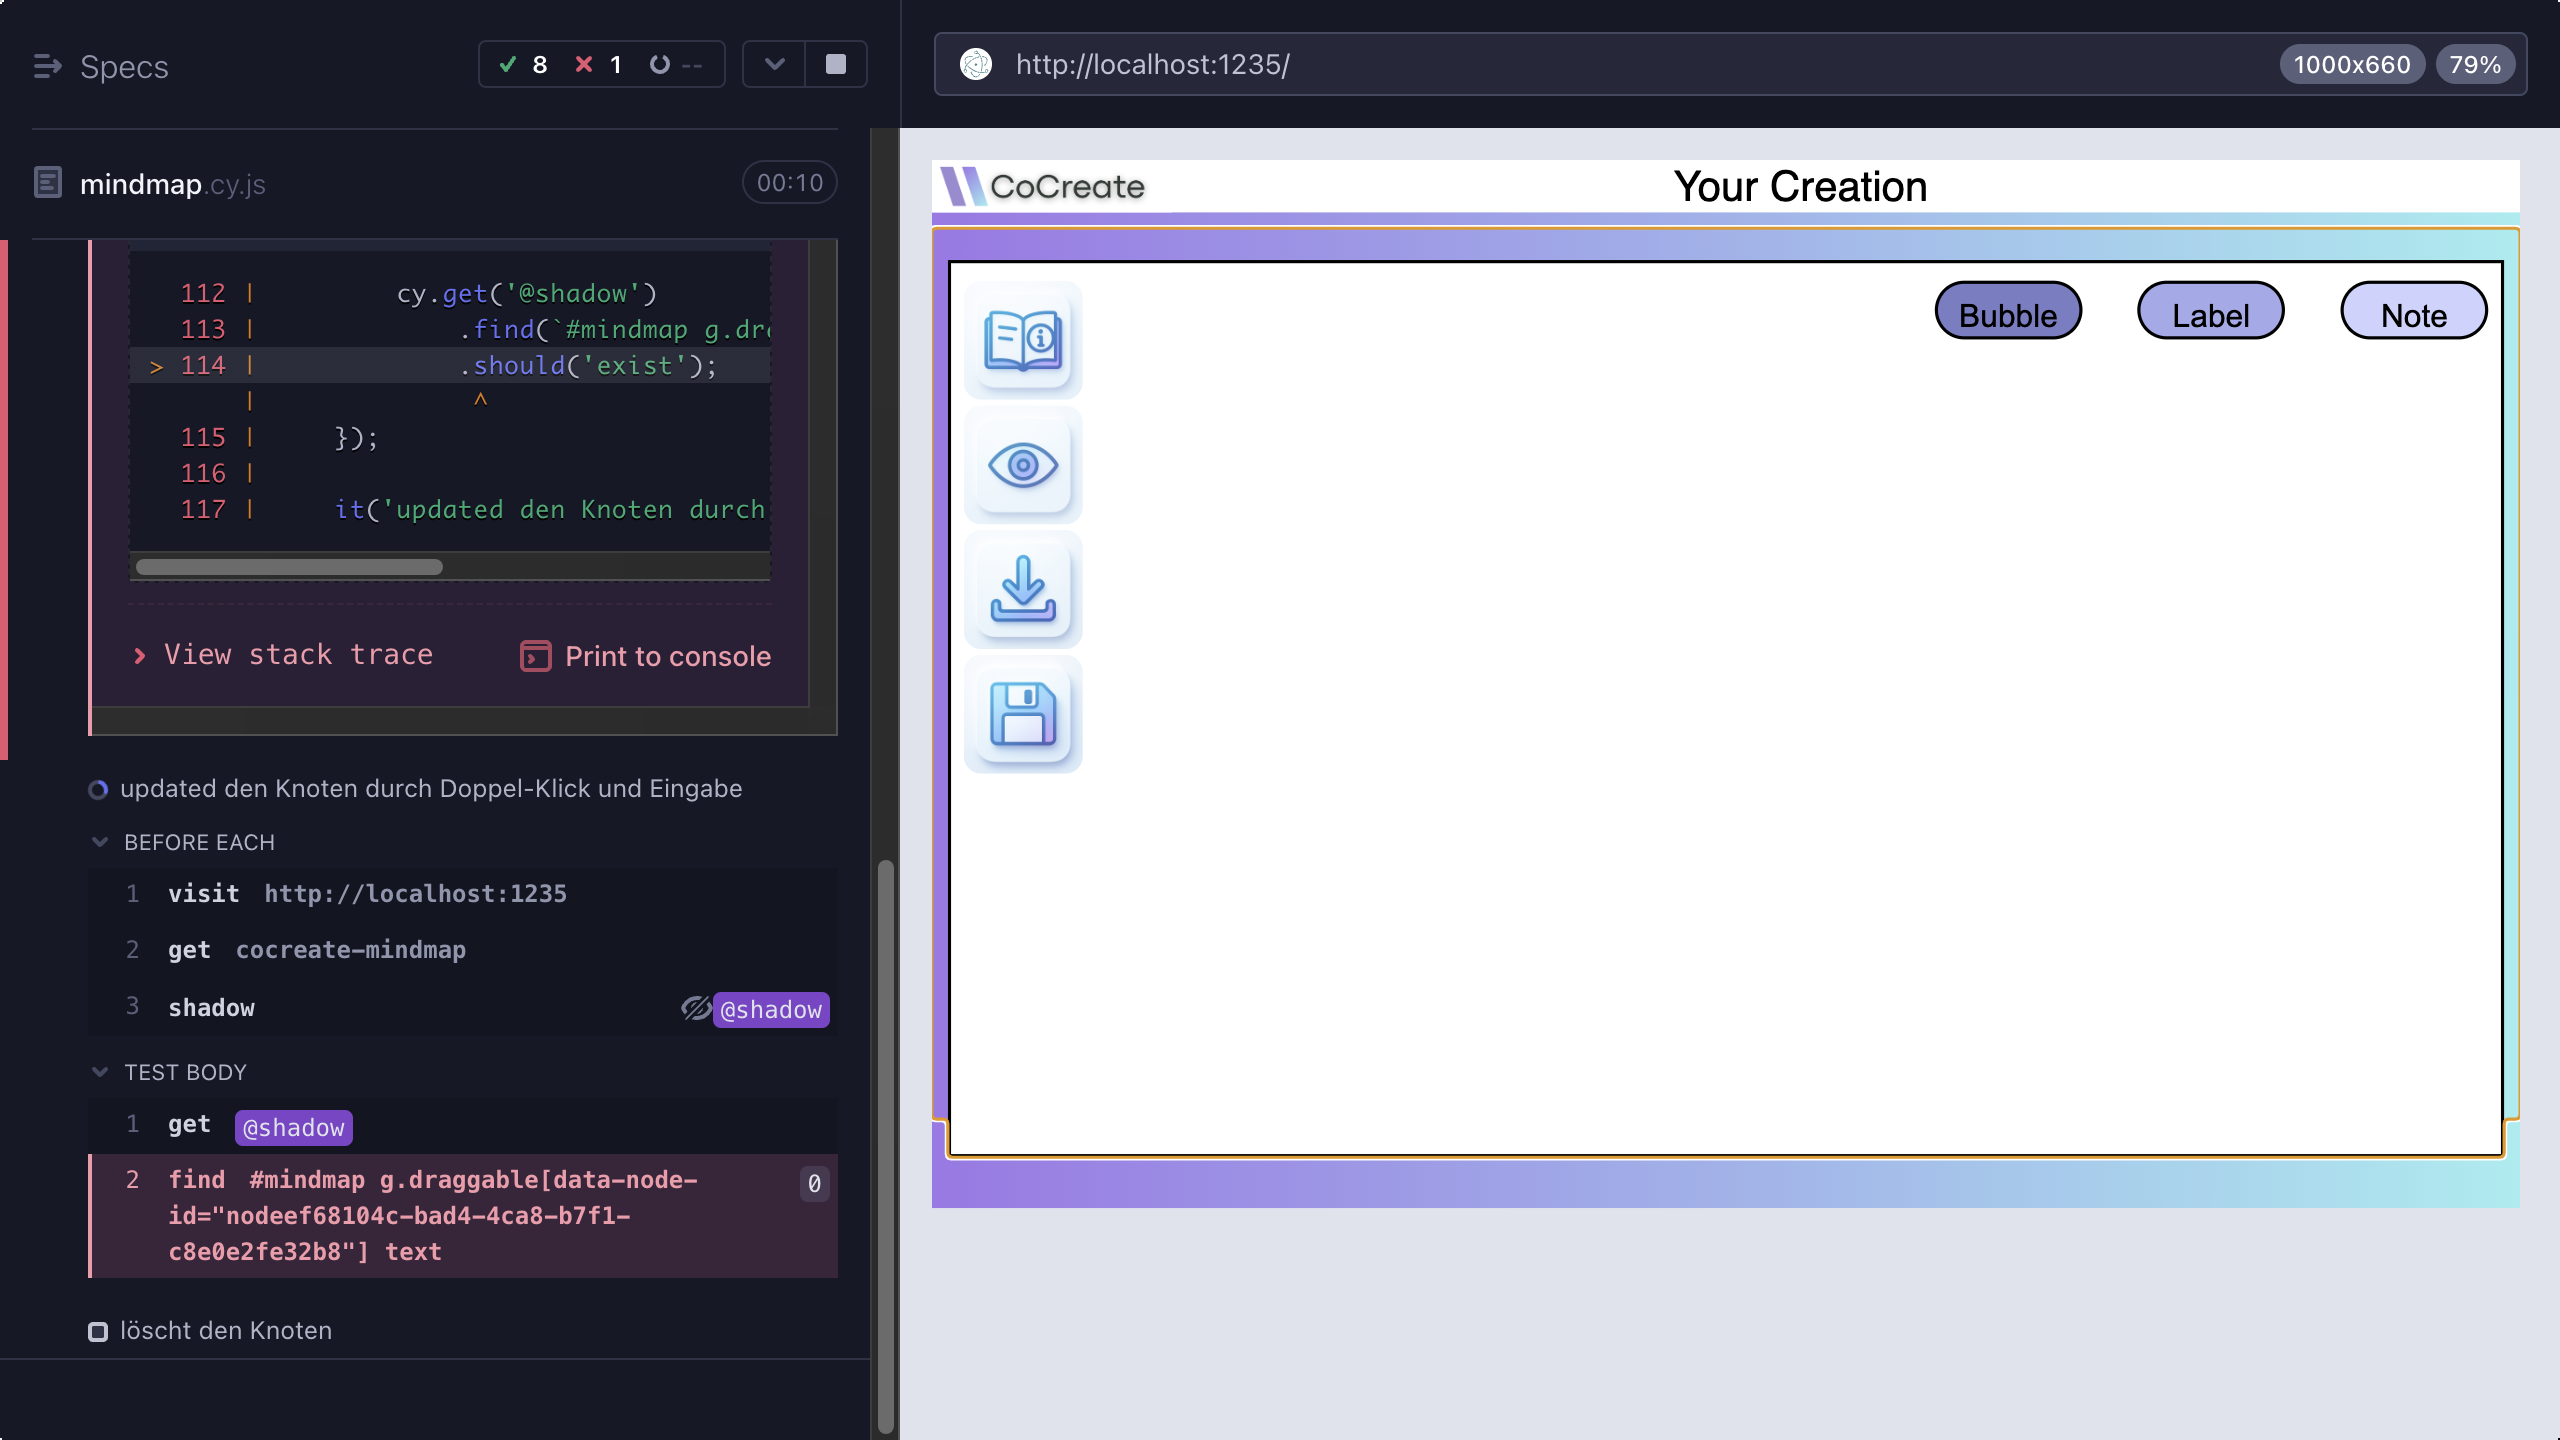 Specs
8
1
--
mindmap.cy.js
00:10
112 | cy.get('@shadow')
113 | .find(`#mindmap g.dra
> 114 | .should('exist');
| ^
115 | });
116 |
117 | it('updated den Knoten durch
View stack trace
Print to console
updated den Knoten durch Doppel-Klick und Eingabe
BEFORE EACH
1 visit http://localhost:1235
2 get cocreate-mindmap
3 shadow @shadow
TEST BODY
1 get @shadow
2 find #mindmap g.draggable[data-node-
id="nodeef68104c-bad4-4ca8-b7f1-
c8e0e2fe32b8"] text
0
löscht den Knoten
http://localhost:1235/
1000x660
79%
CoCreate
Your Creation
Bubble
Label
Note